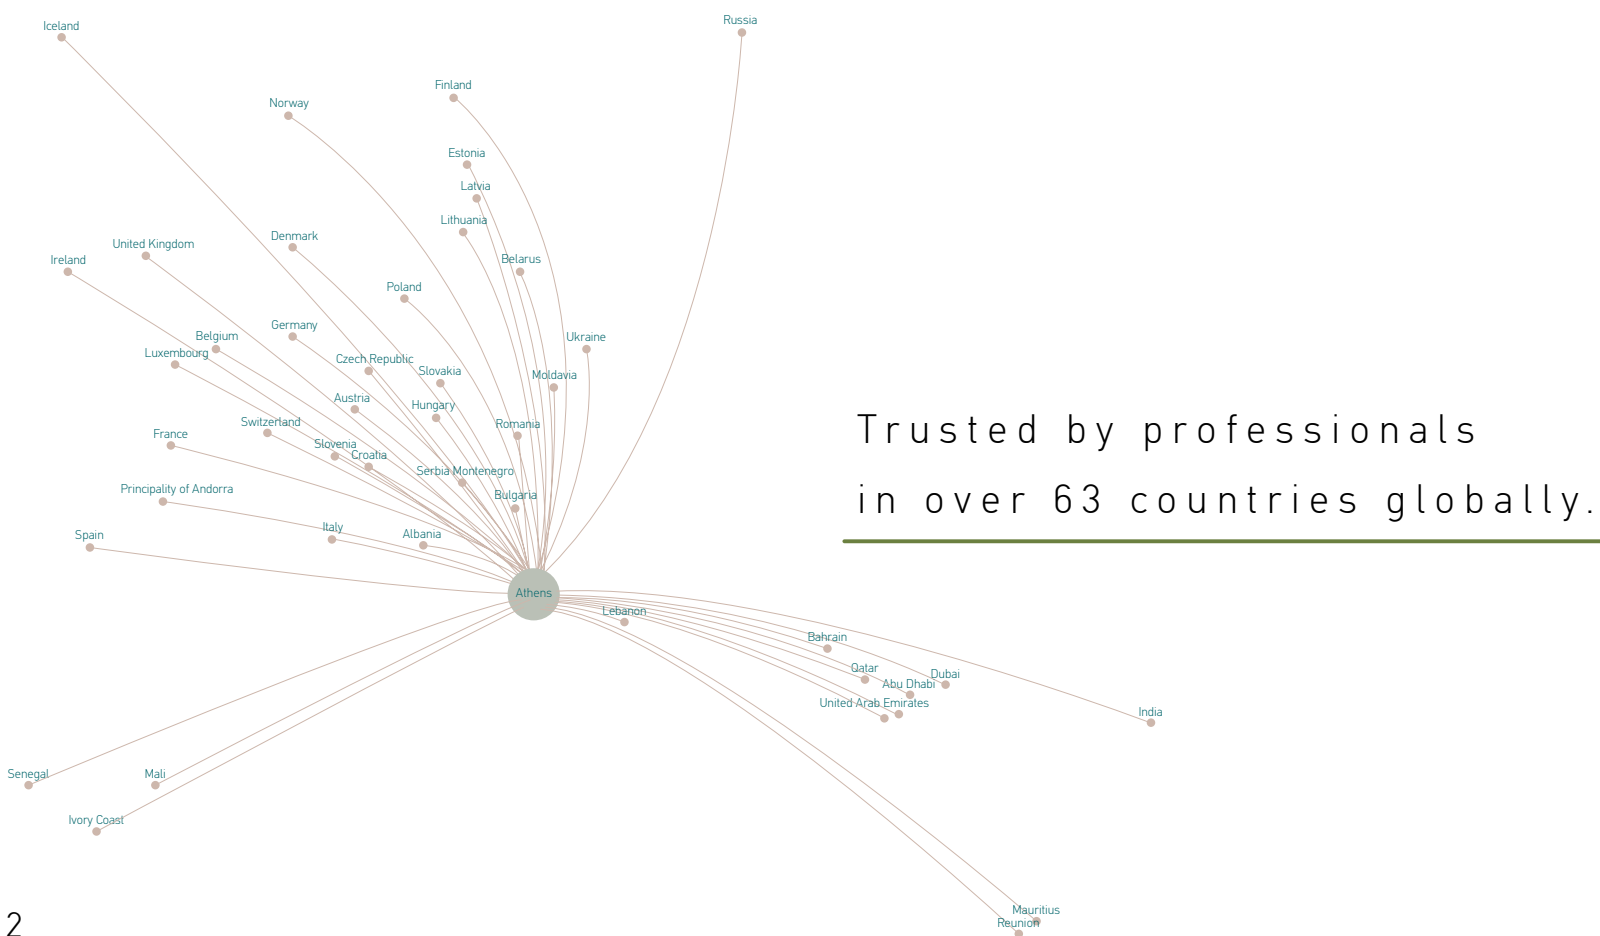 Iceland
Russia
Finland
Norway
Estonia
Latvia
Lithuania
Denmark
United Kingdom
Ireland
Belarus
Poland
Germany
Belgium
Ukraine
Luxembourg
Czech Republic
Slovakia
Moldavia
Austria
Hungary
Switzerland
Romania
France
Slovenia
Croatia
Serbia Montenegro
Principality of Andorra
Bulgaria
Italy
Albania
Spain
Athens
Lebanon
Bahrain
Qatar
Dubai
Abu Dhabi
United Arab Emirates
India
Senegal
Mali
Ivory Coast
Mauritius
Reunion
Trusted by professionals
in over 63 countries globally.
2